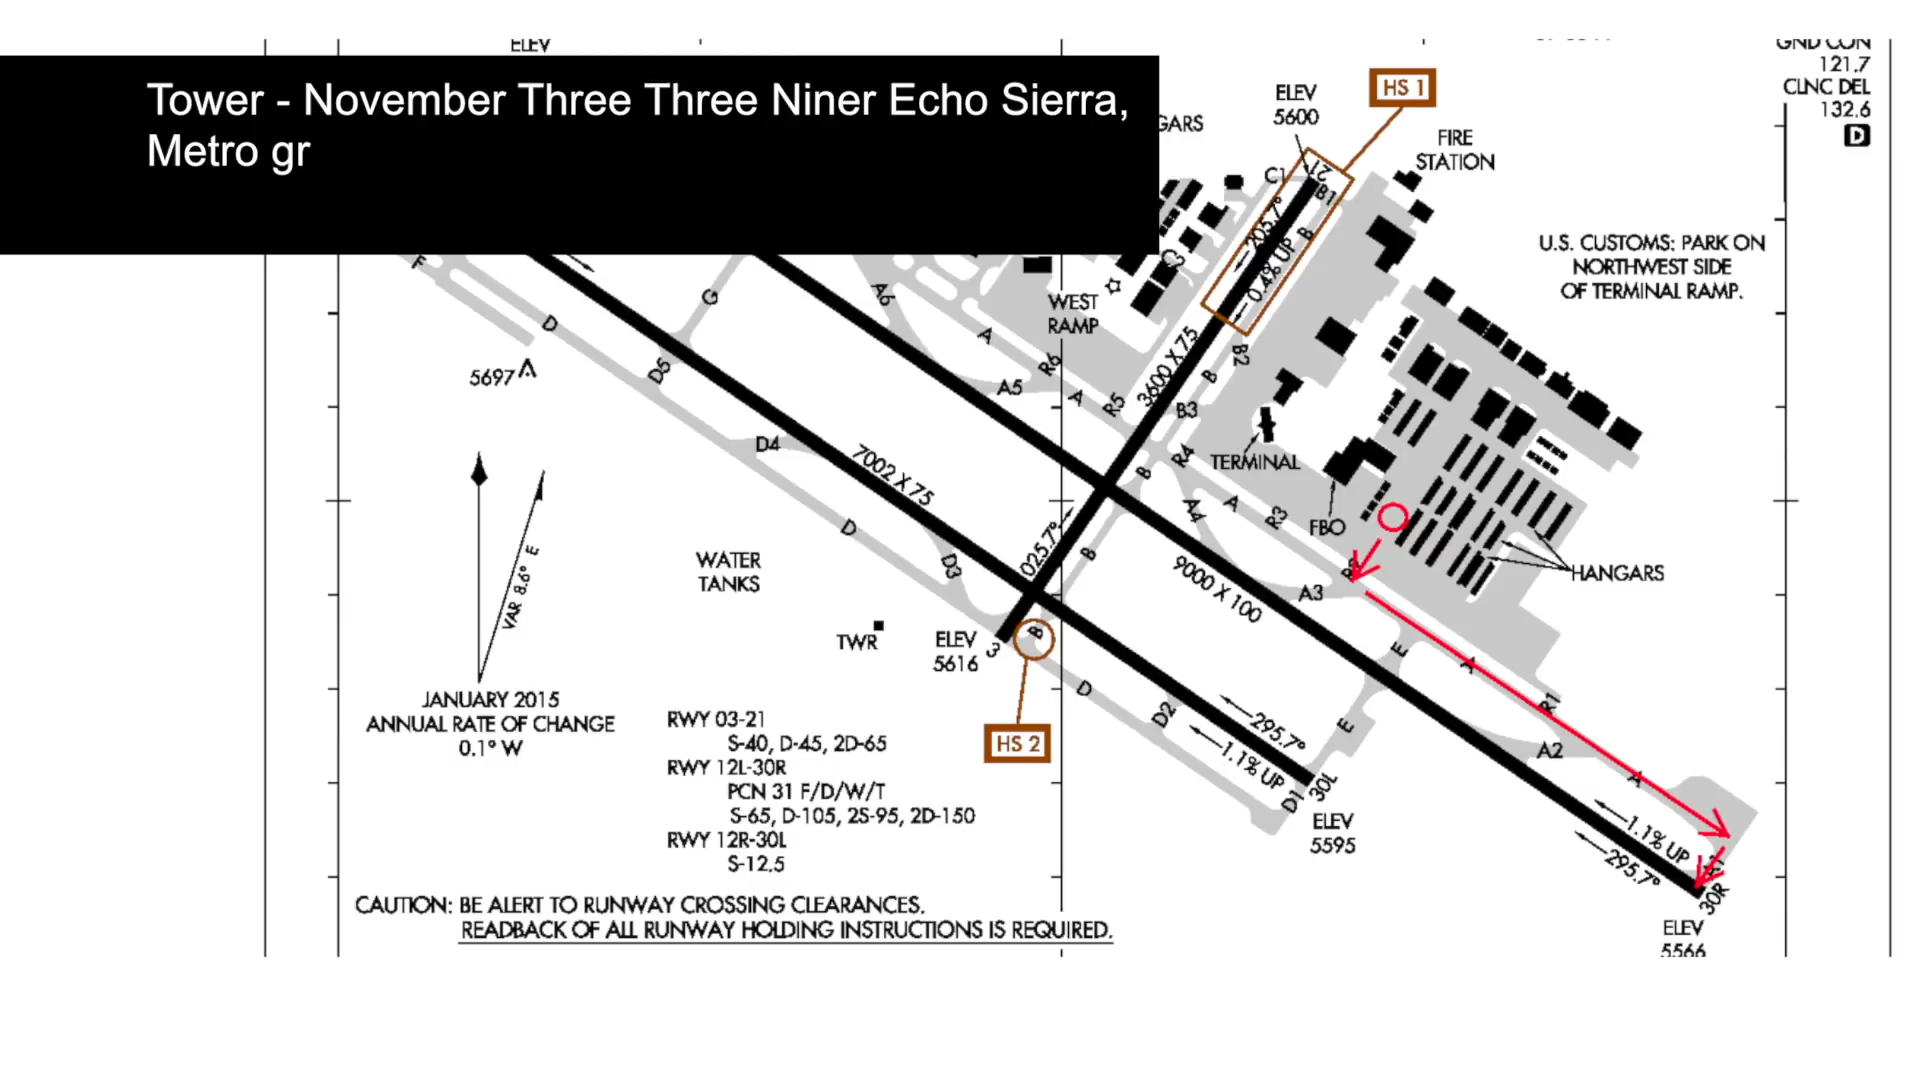 ELEV
GND CON
121.7
CLNC DEL
132.6
D
Tower - November Three Three Niner Echo Sierra,
Metro gr
HS 1
ELEV
5600
FIRE
STATION
C1
21
B1
205.7°
0.4% UP
B
U.S. CUSTOMS: PARK ON
NORTHWEST SIDE
OF TERMINAL RAMP.
F
D
G
A6
WEST
RAMP
A
R6
A5
A
R5
3600 X 75
B2
B
B3
5697
D5
D4
7002 X 75
TERMINAL
R4
B
A4
A
R3
FBO
HANGARS
D
D3
025.7°
B
9000 X 100
A3
WATER
TANKS
TWR
ELEV
5616
3
B
E
A
R1
VAR 8.6° E
JANUARY 2015
ANNUAL RATE OF CHANGE
0.1° W
RWY 03-21
S-40, D-45, 2D-65
RWY 12L-30R
PCN 31 F/D/W/T
S-65, D-105, 2S-95, 2D-150
RWY 12R-30L
S-12.5
HS 2
D
D2
295.7°
1.1% UP
E
D1
30L
ELEV
5595
A2
A
1.1% UP
295.7°
30R
ELEV
5566
CAUTION: BE ALERT TO RUNWAY CROSSING CLEARANCES.
READBACK OF ALL RUNWAY HOLDING INSTRUCTIONS IS REQUIRED.